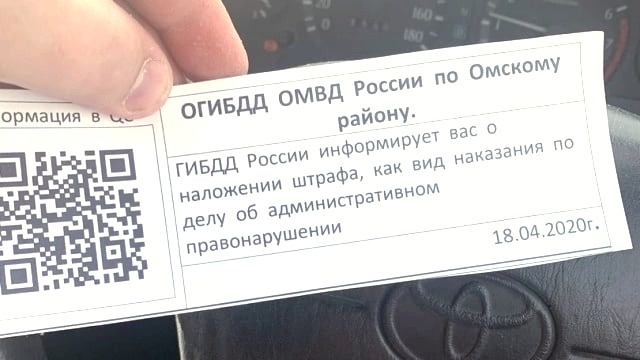 ормация в QR
ОГИБДД ОМВД России по Омскому
району.
ГИБДД России информирует вас о
наложении штрафа, как вид наказания по
делу об административном
правонарушении
18.04.2020г.